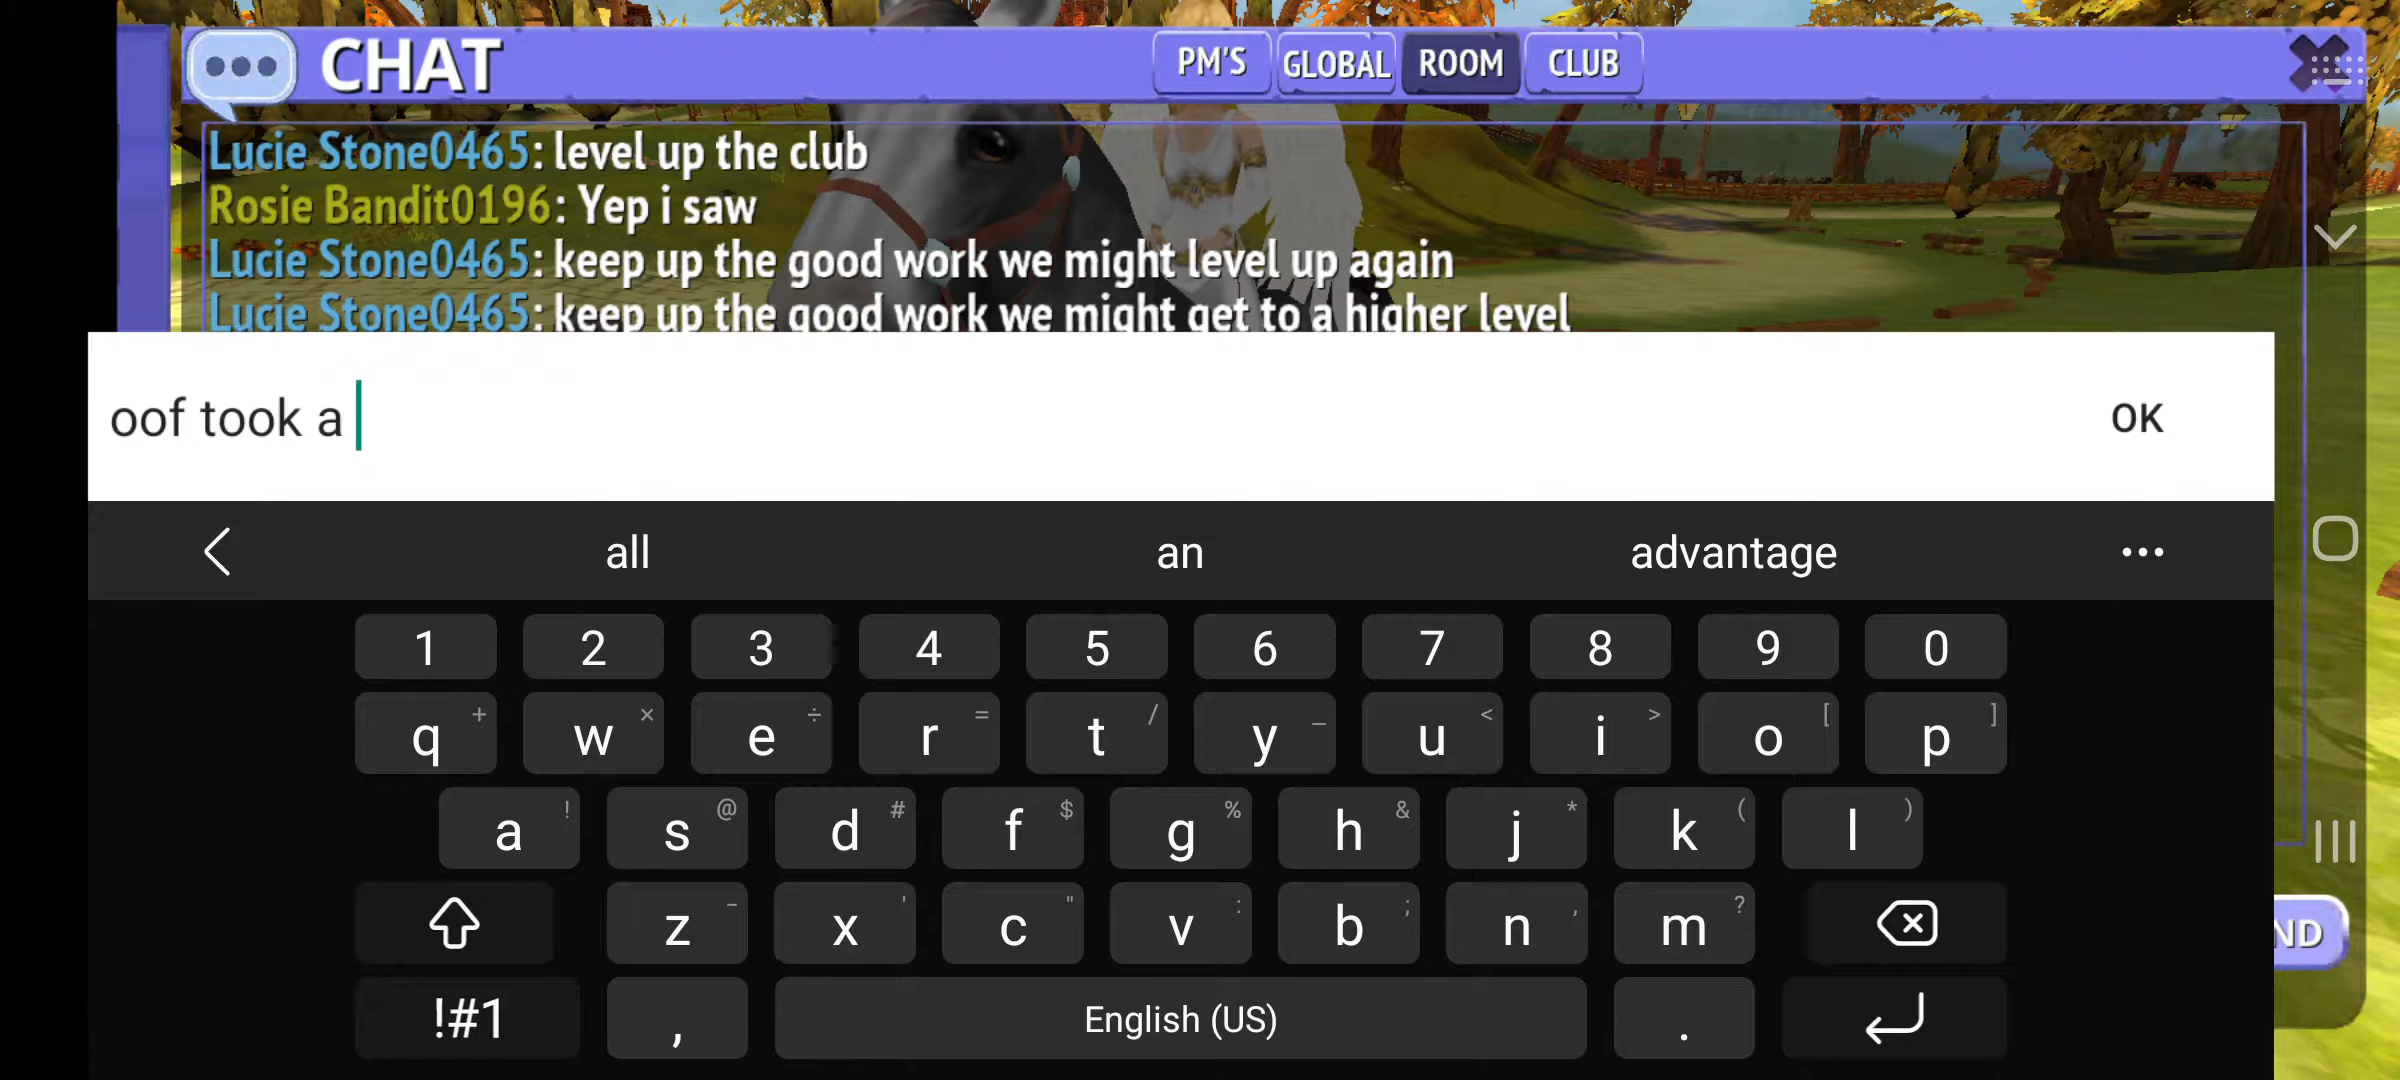 CHAT PM'S GLOBAL ROOM CLUB
Lucie Stone0465: level up the club
Rosie Bandit0196: Yep i saw
Lucie Stone0465: keep up the good work we might level up again
Lucie Stone0465: keep up the good work we might get to a higher level
oof took a OK
all an advantage
1 2 3 4 5 6 7 8 9 0
q + w × e ÷ r = t / y _ u < i > o [ p ]
a ! s @ d # f $ g % h & j * k ( l )
z - x ' c " v : b ; n , m ?
ND
!#1 , English (US) .